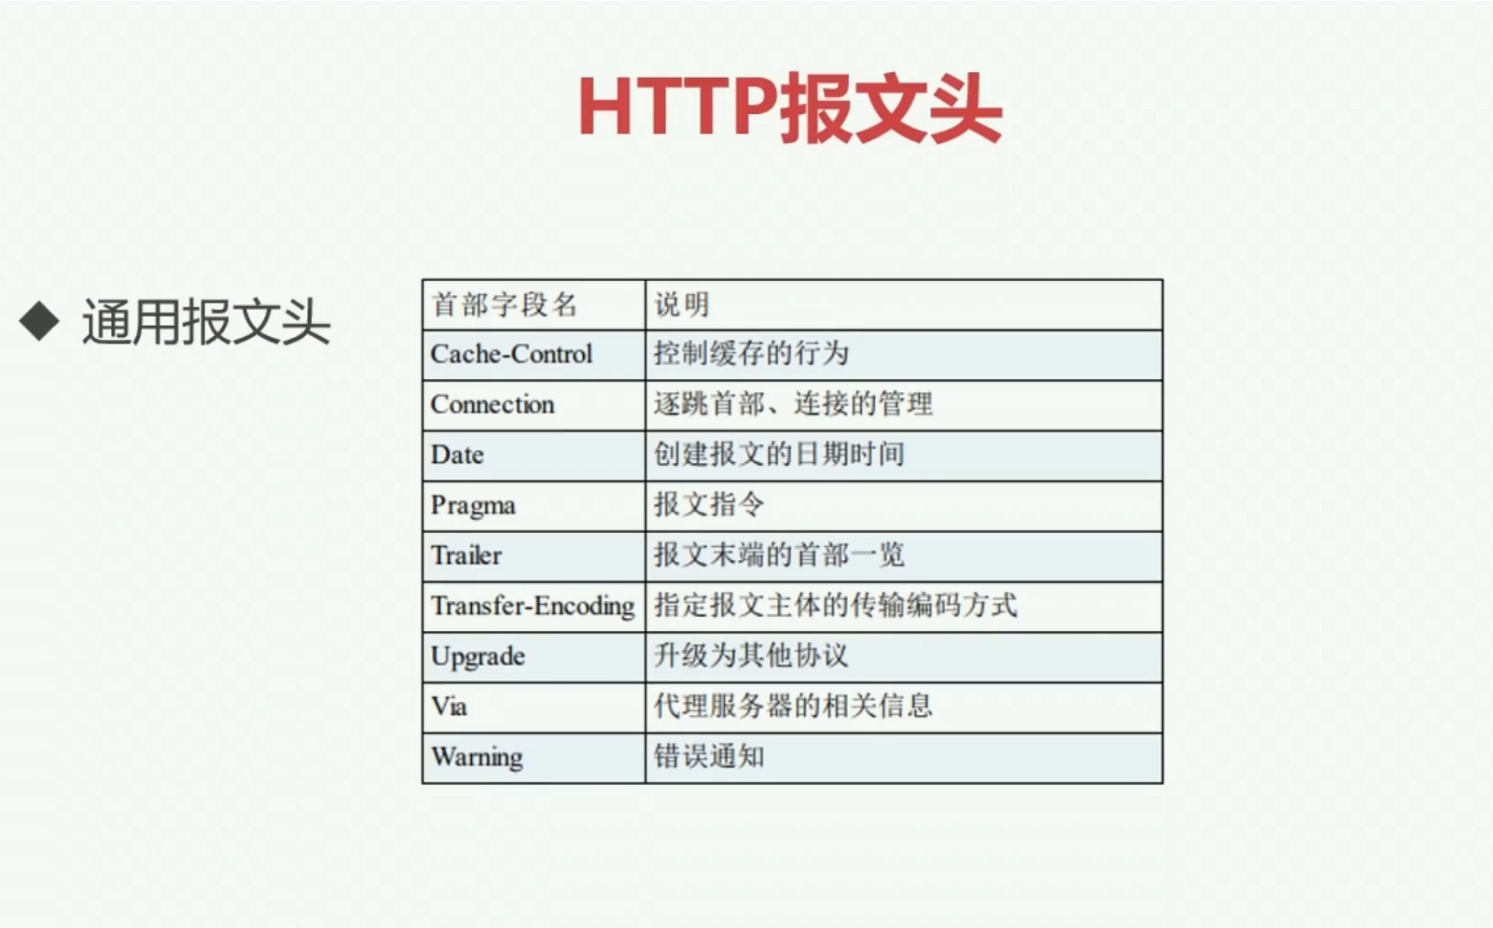 HTTP报文头
◆ 通用报文头
首部字段名 说明
Cache-Control 控制缓存的行为
Connection 逐跳首部、连接的管理
Date 创建报文的日期时间
Pragma 报文指令
Trailer 报文末端的首部一览
Transfer-Encoding 指定报文主体的传输编码方式
Upgrade 升级为其他协议
Via 代理服务器的相关信息
Warning 错误通知